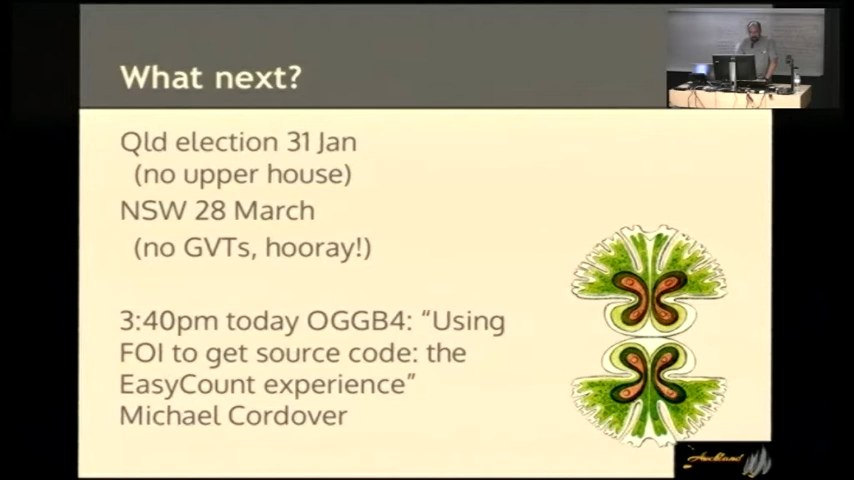 What next?
Qld election 31 Jan
(no upper house)
NSW 28 March
(no GVTs, hooray!)
3:40pm today OGGB4: “Using
FOI to get source code: the
EasyCount experience”
Michael Cordover
Auckland